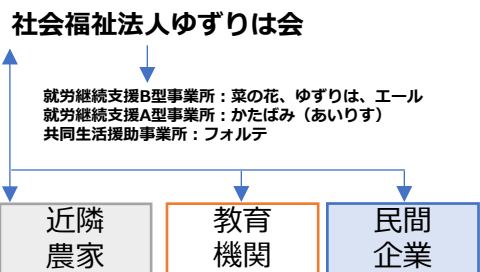 社会福祉法人ゆずりは会
就労継続支援B型事業所：菜の花、ゆずりは、エール
就労継続支援A型事業所：かたばみ（あいりす）
共同生活援助事業所：フォルテ
近隣
農家
教育
機関
民間
企業